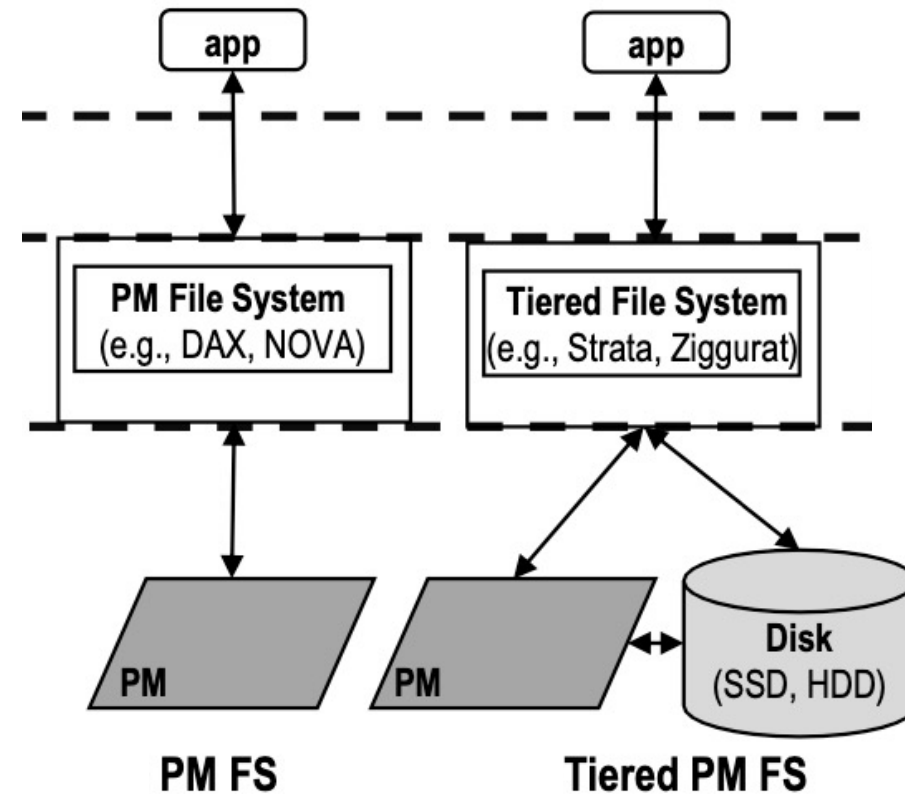 app
app
PM File System
(e.g., DAX, NOVA)
Tiered File System
(e.g., Strata, Ziggurat)
PM
PM
Disk
(SSD, HDD)
PM FS
Tiered PM FS